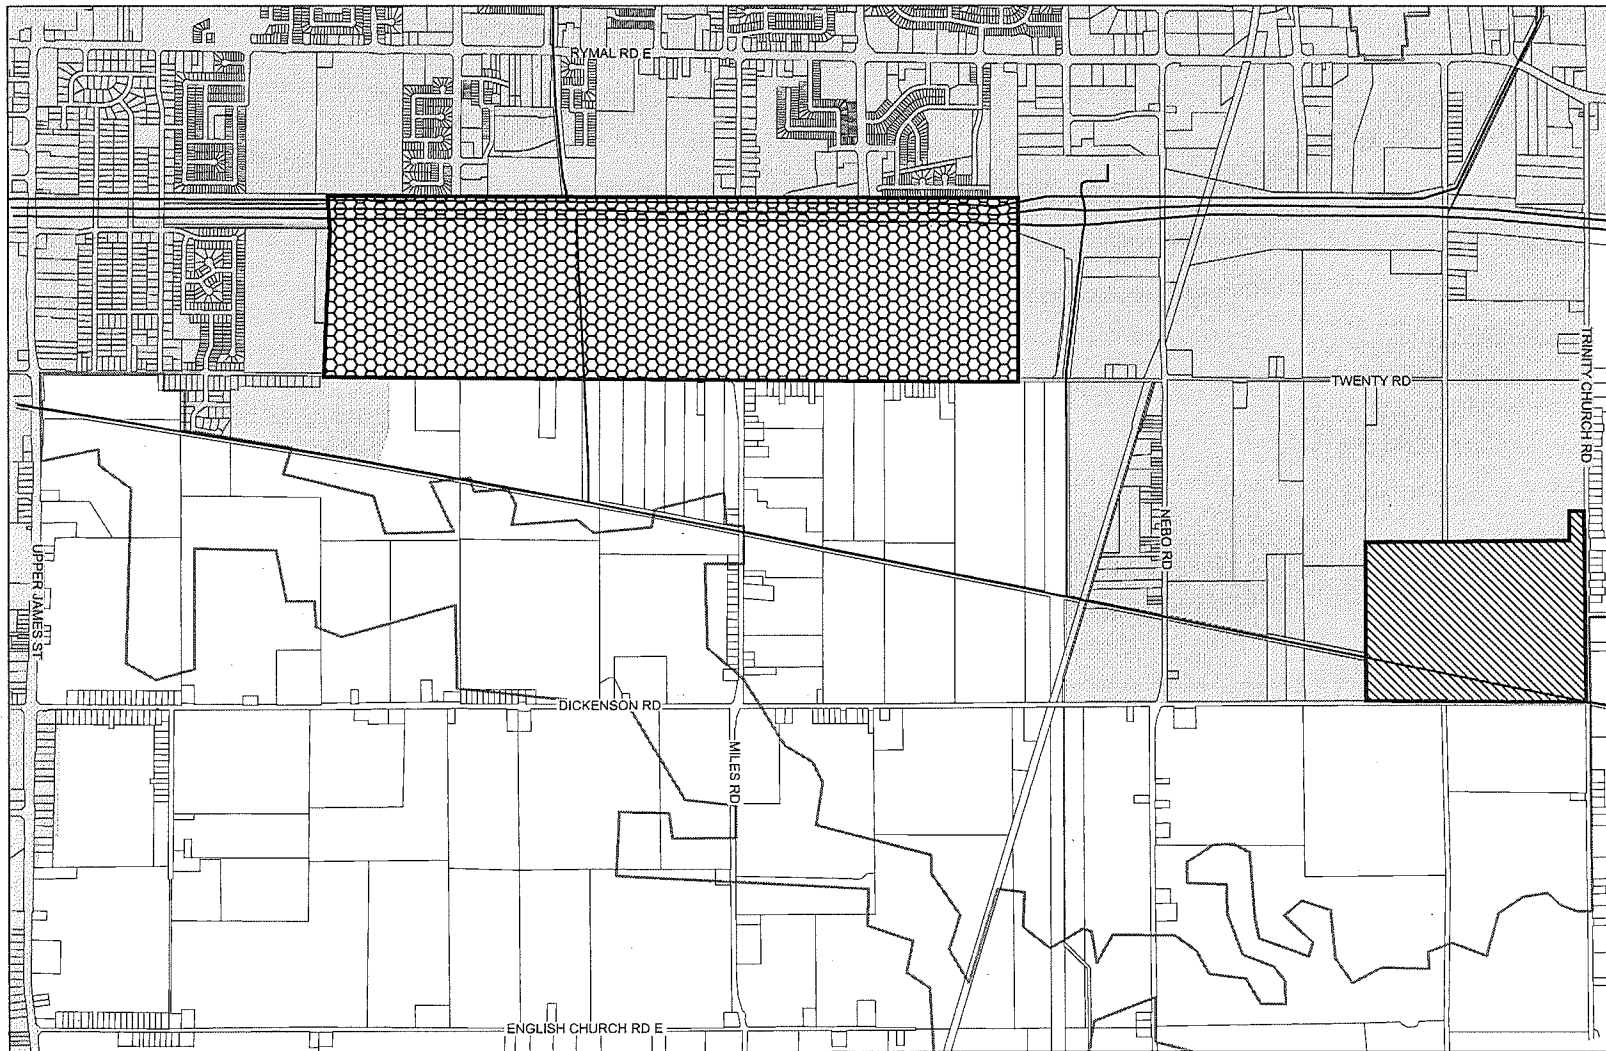 RYMAL RD E
TWENTY RD
TRINITY CHURCH RD
NEBO RD
UPPER JAMES ST
DICKENSON RD
MILES RD
ENGLISH CHURCH RD E